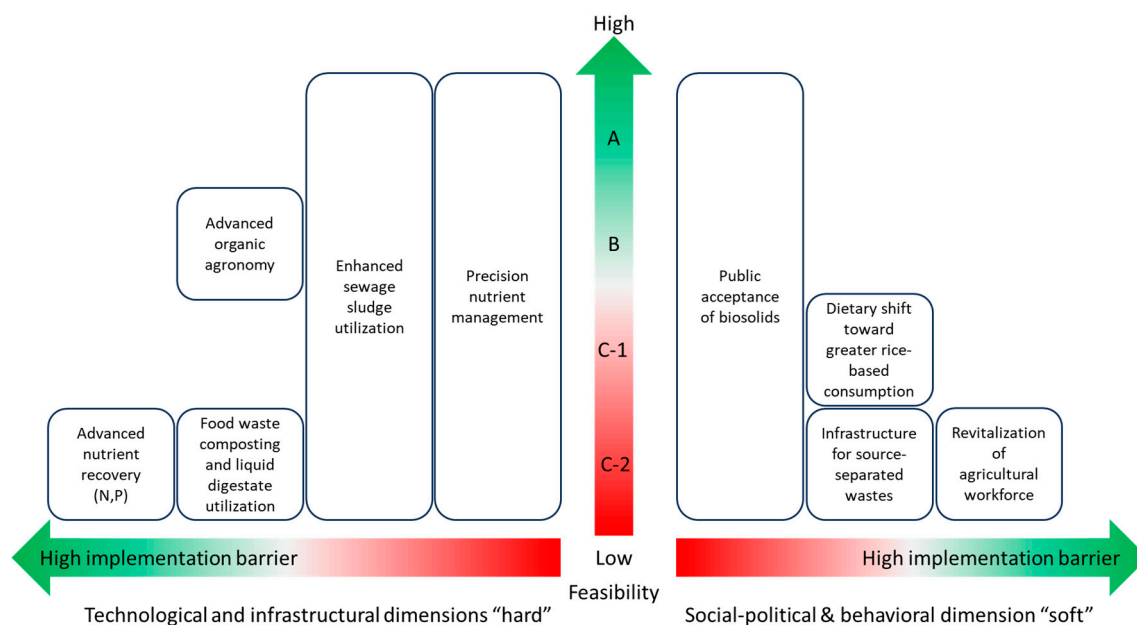 High
A
B
C-1
C-2
Low
Feasibility
Advanced
organic
agronomy
Enhanced
sewage
sludge
utilization
Precision
nutrient
management
Advanced
nutrient
recovery
(N,P)
Food waste
composting
and liquid
digestate
utilization
High implementation barrier
Technological and infrastructural dimensions “hard”
Public
acceptance
of biosolids
Dietary shift
toward
greater rice-
based
consumption
Infrastructure
for source-
separated
wastes
Revitalization
of
agricultural
workforce
High implementation barrier
Social-political & behavioral dimension “soft”